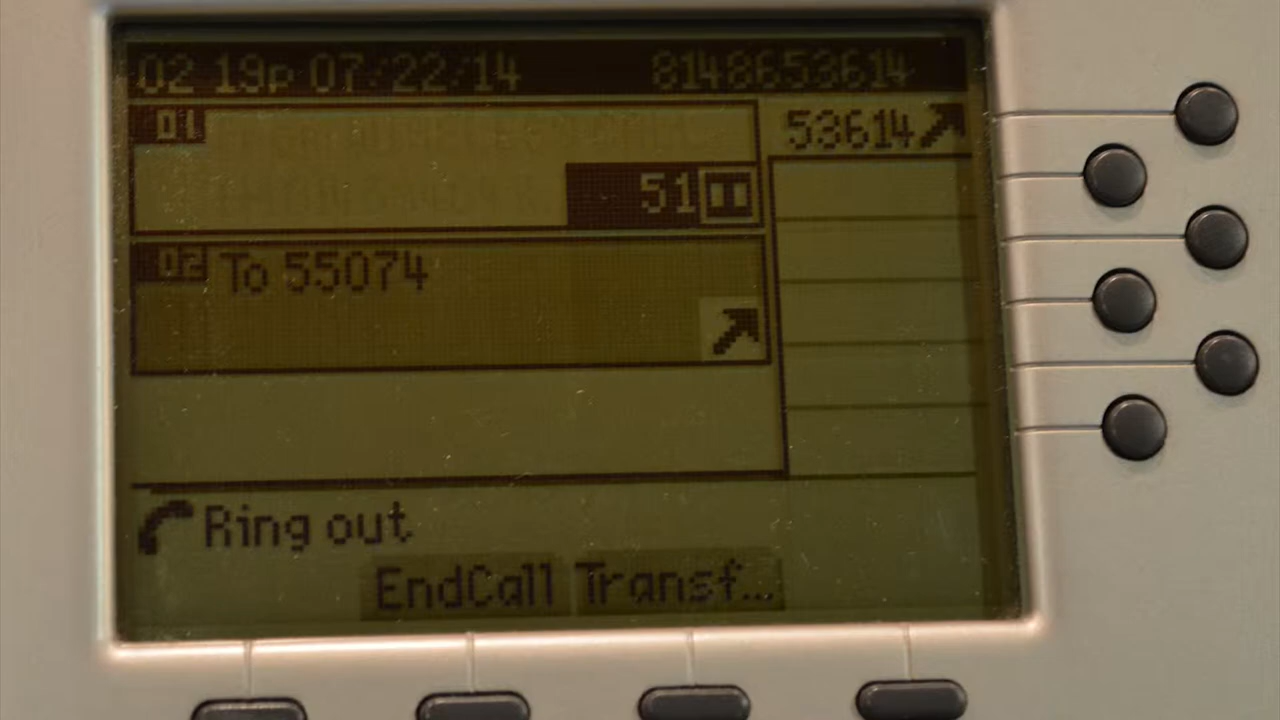 02 19p 07/22/14 8148653614
53614
01
51
02 To 55074
Ring out
EndCall Transf...